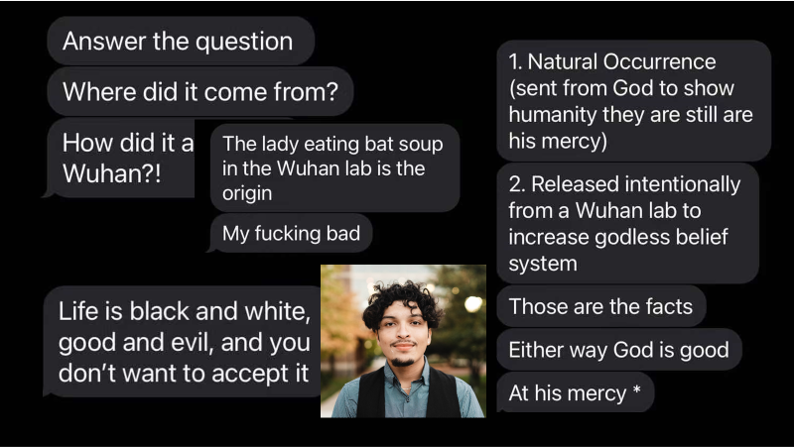 Answer the question
Where did it come from?
How did it a
Wuhan?!
The lady eating bat soup
in the Wuhan lab is the
origin
My fucking bad
Life is black and white,
good and evil, and you
don't want to accept it
1. Natural Occurrence
(sent from God to show
humanity they are still are
his mercy)
2. Released intentionally
from a Wuhan lab to
increase godless belief
system
Those are the facts
Either way God is good
At his mercy *